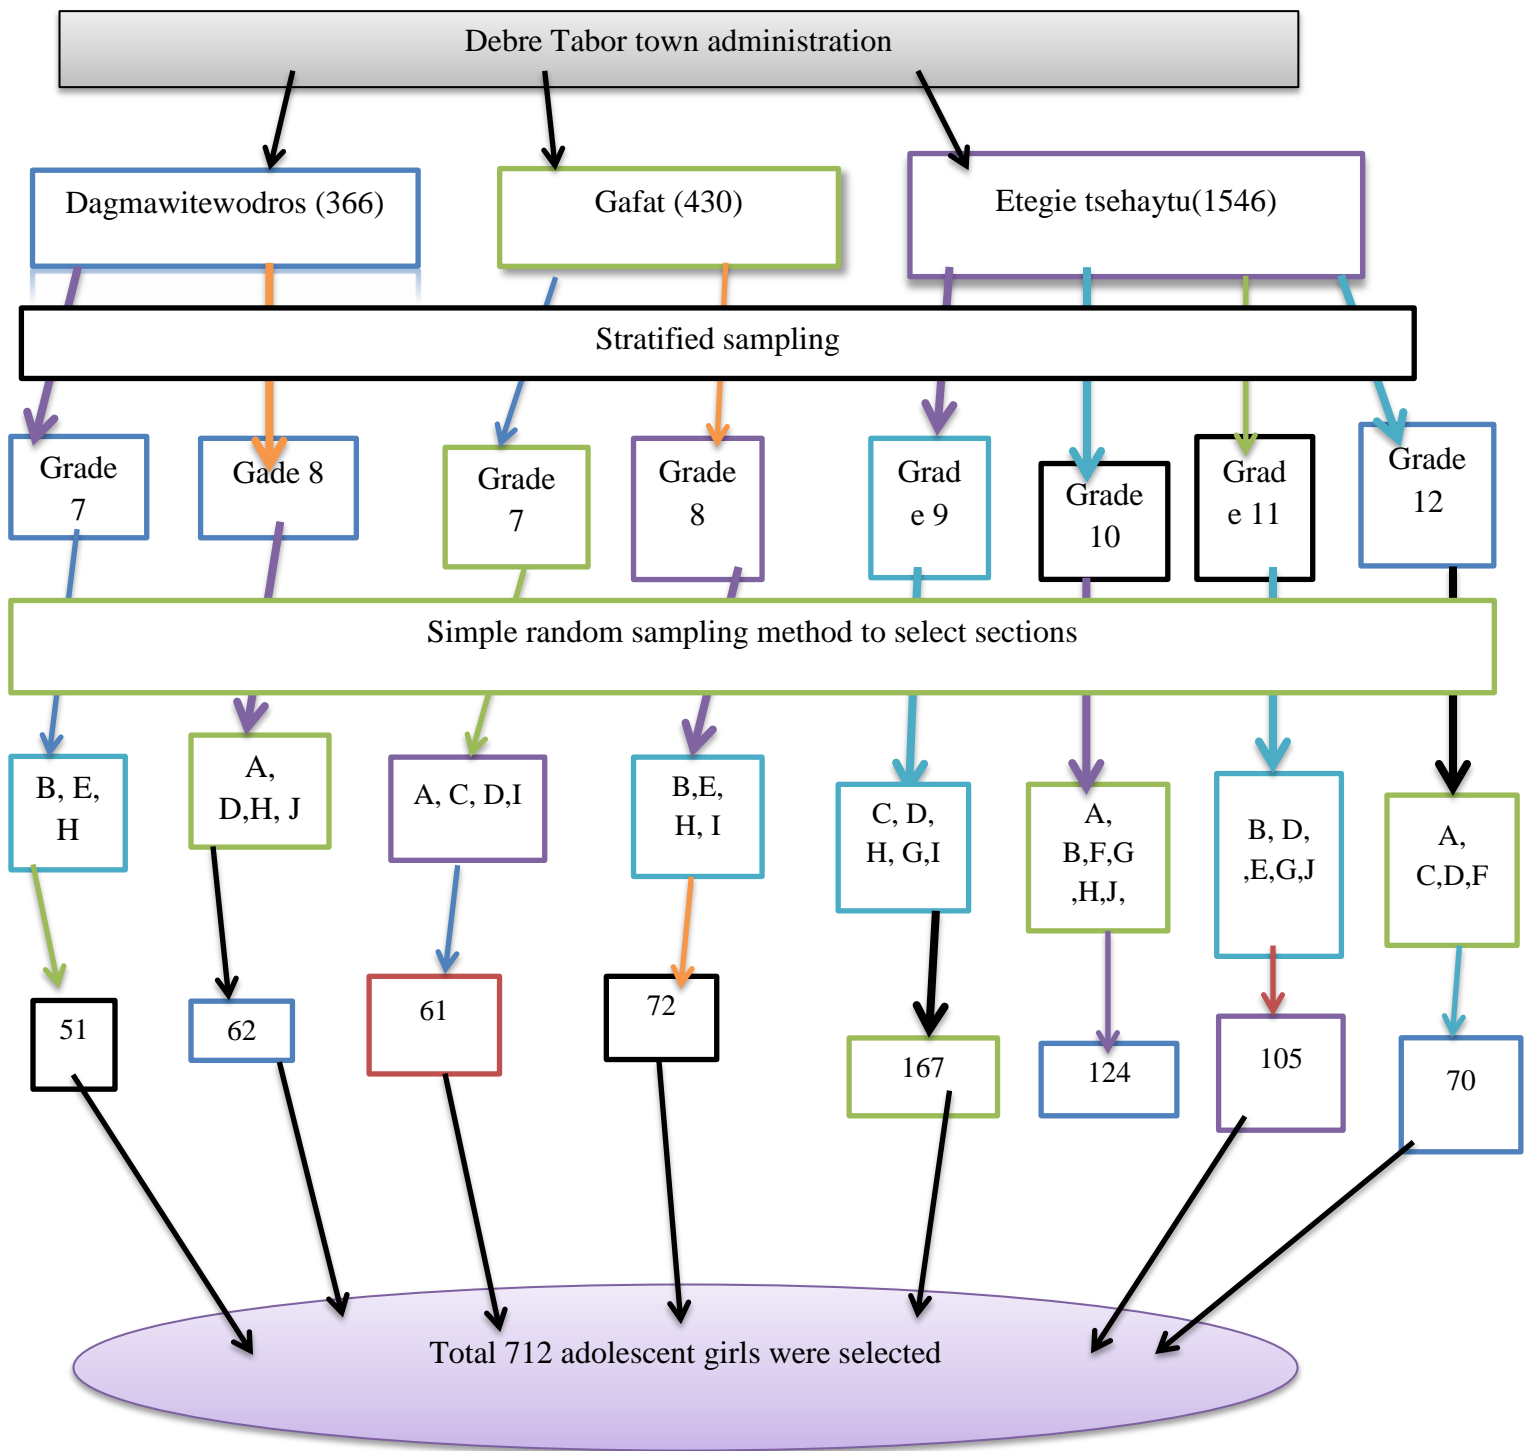 Debre Tabor town administration
Dagmawitewodros (366)
Gafat (430)
Etegie tsehaytu(1546)
Stratified sampling
Grade
7
Gade 8
Grade
7
Grade
8
Grad
e 9
Grade
10
Grad
e 11
Grade
12
Simple random sampling method to select sections
B, E,
H
A,
D,H, J
A, C, D,I
B,E,
H, I
C, D,
H, G,I
A,
B,F,G
,H,J,
B, D,
,E,G,J
A,
C,D,F
51
62
61
72
167
124
105
70
Total 712 adolescent girls were selected